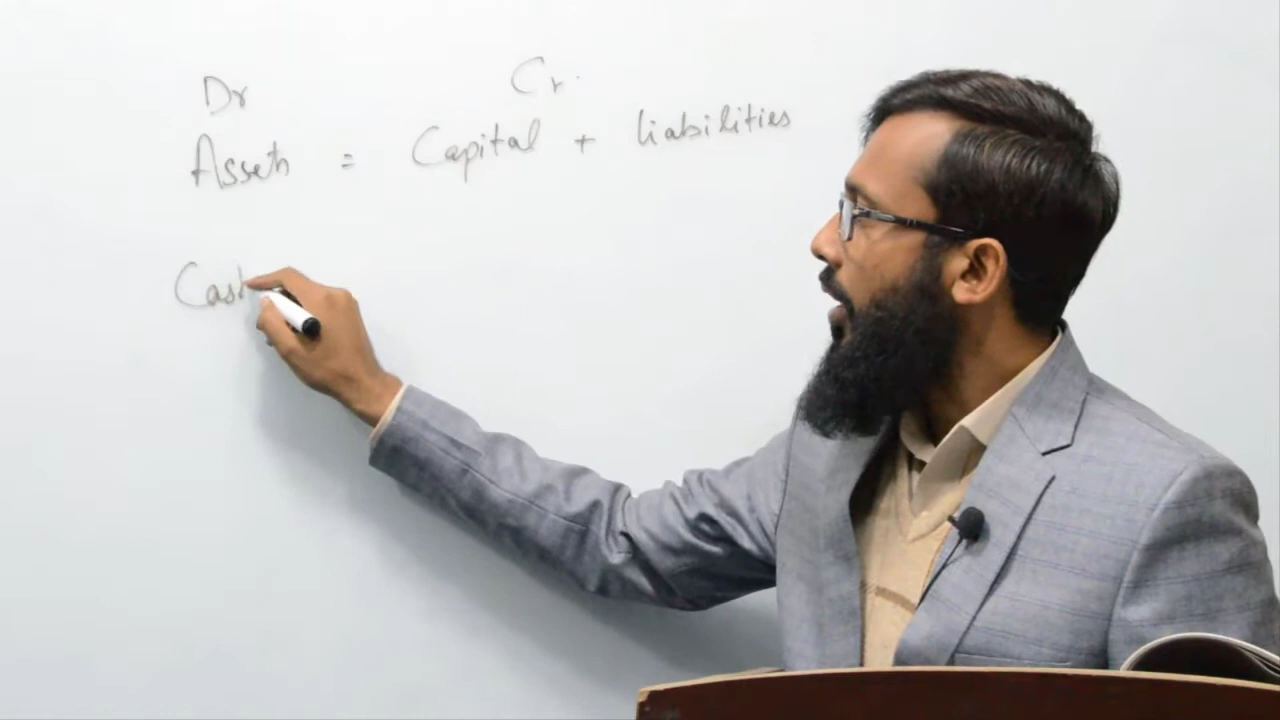 Dr Cr.
Assets = Capital + liabilities
Cash